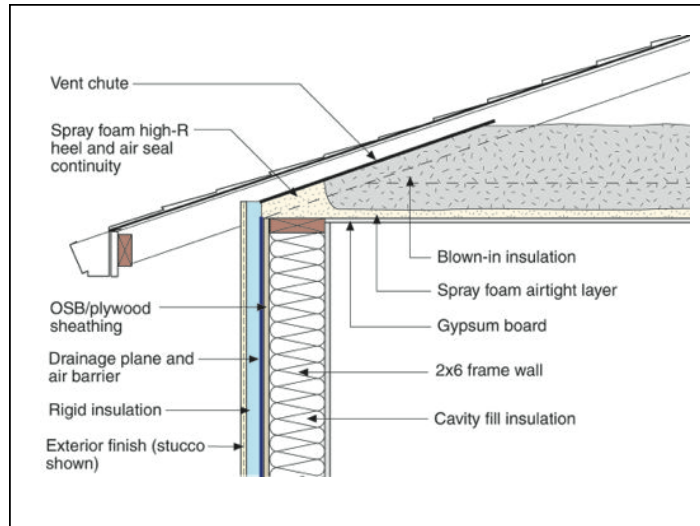 Vent chute
Spray foam high-R
heel and air seal
continuity
Blown-in insulation
Spray foam airtight layer
OSB/plywood
sheathing
Gypsum board
Drainage plane and
air barrier
2x6 frame wall
Rigid insulation
Cavity fill insulation
Exterior finish (stucco
shown)